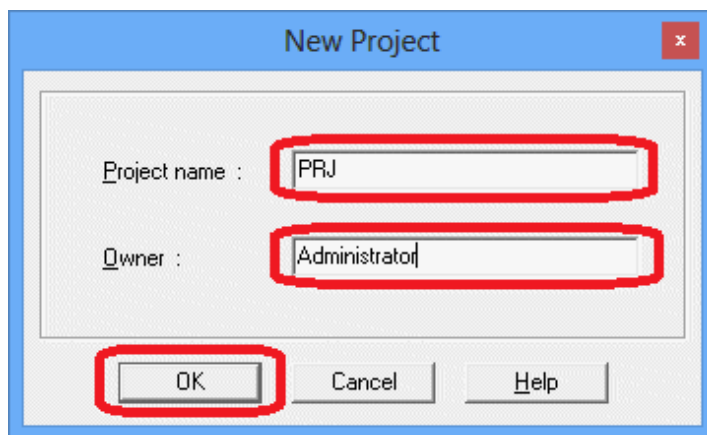 New Project
x
Project name : PRJ
Owner : Administrator
OK Cancel Help